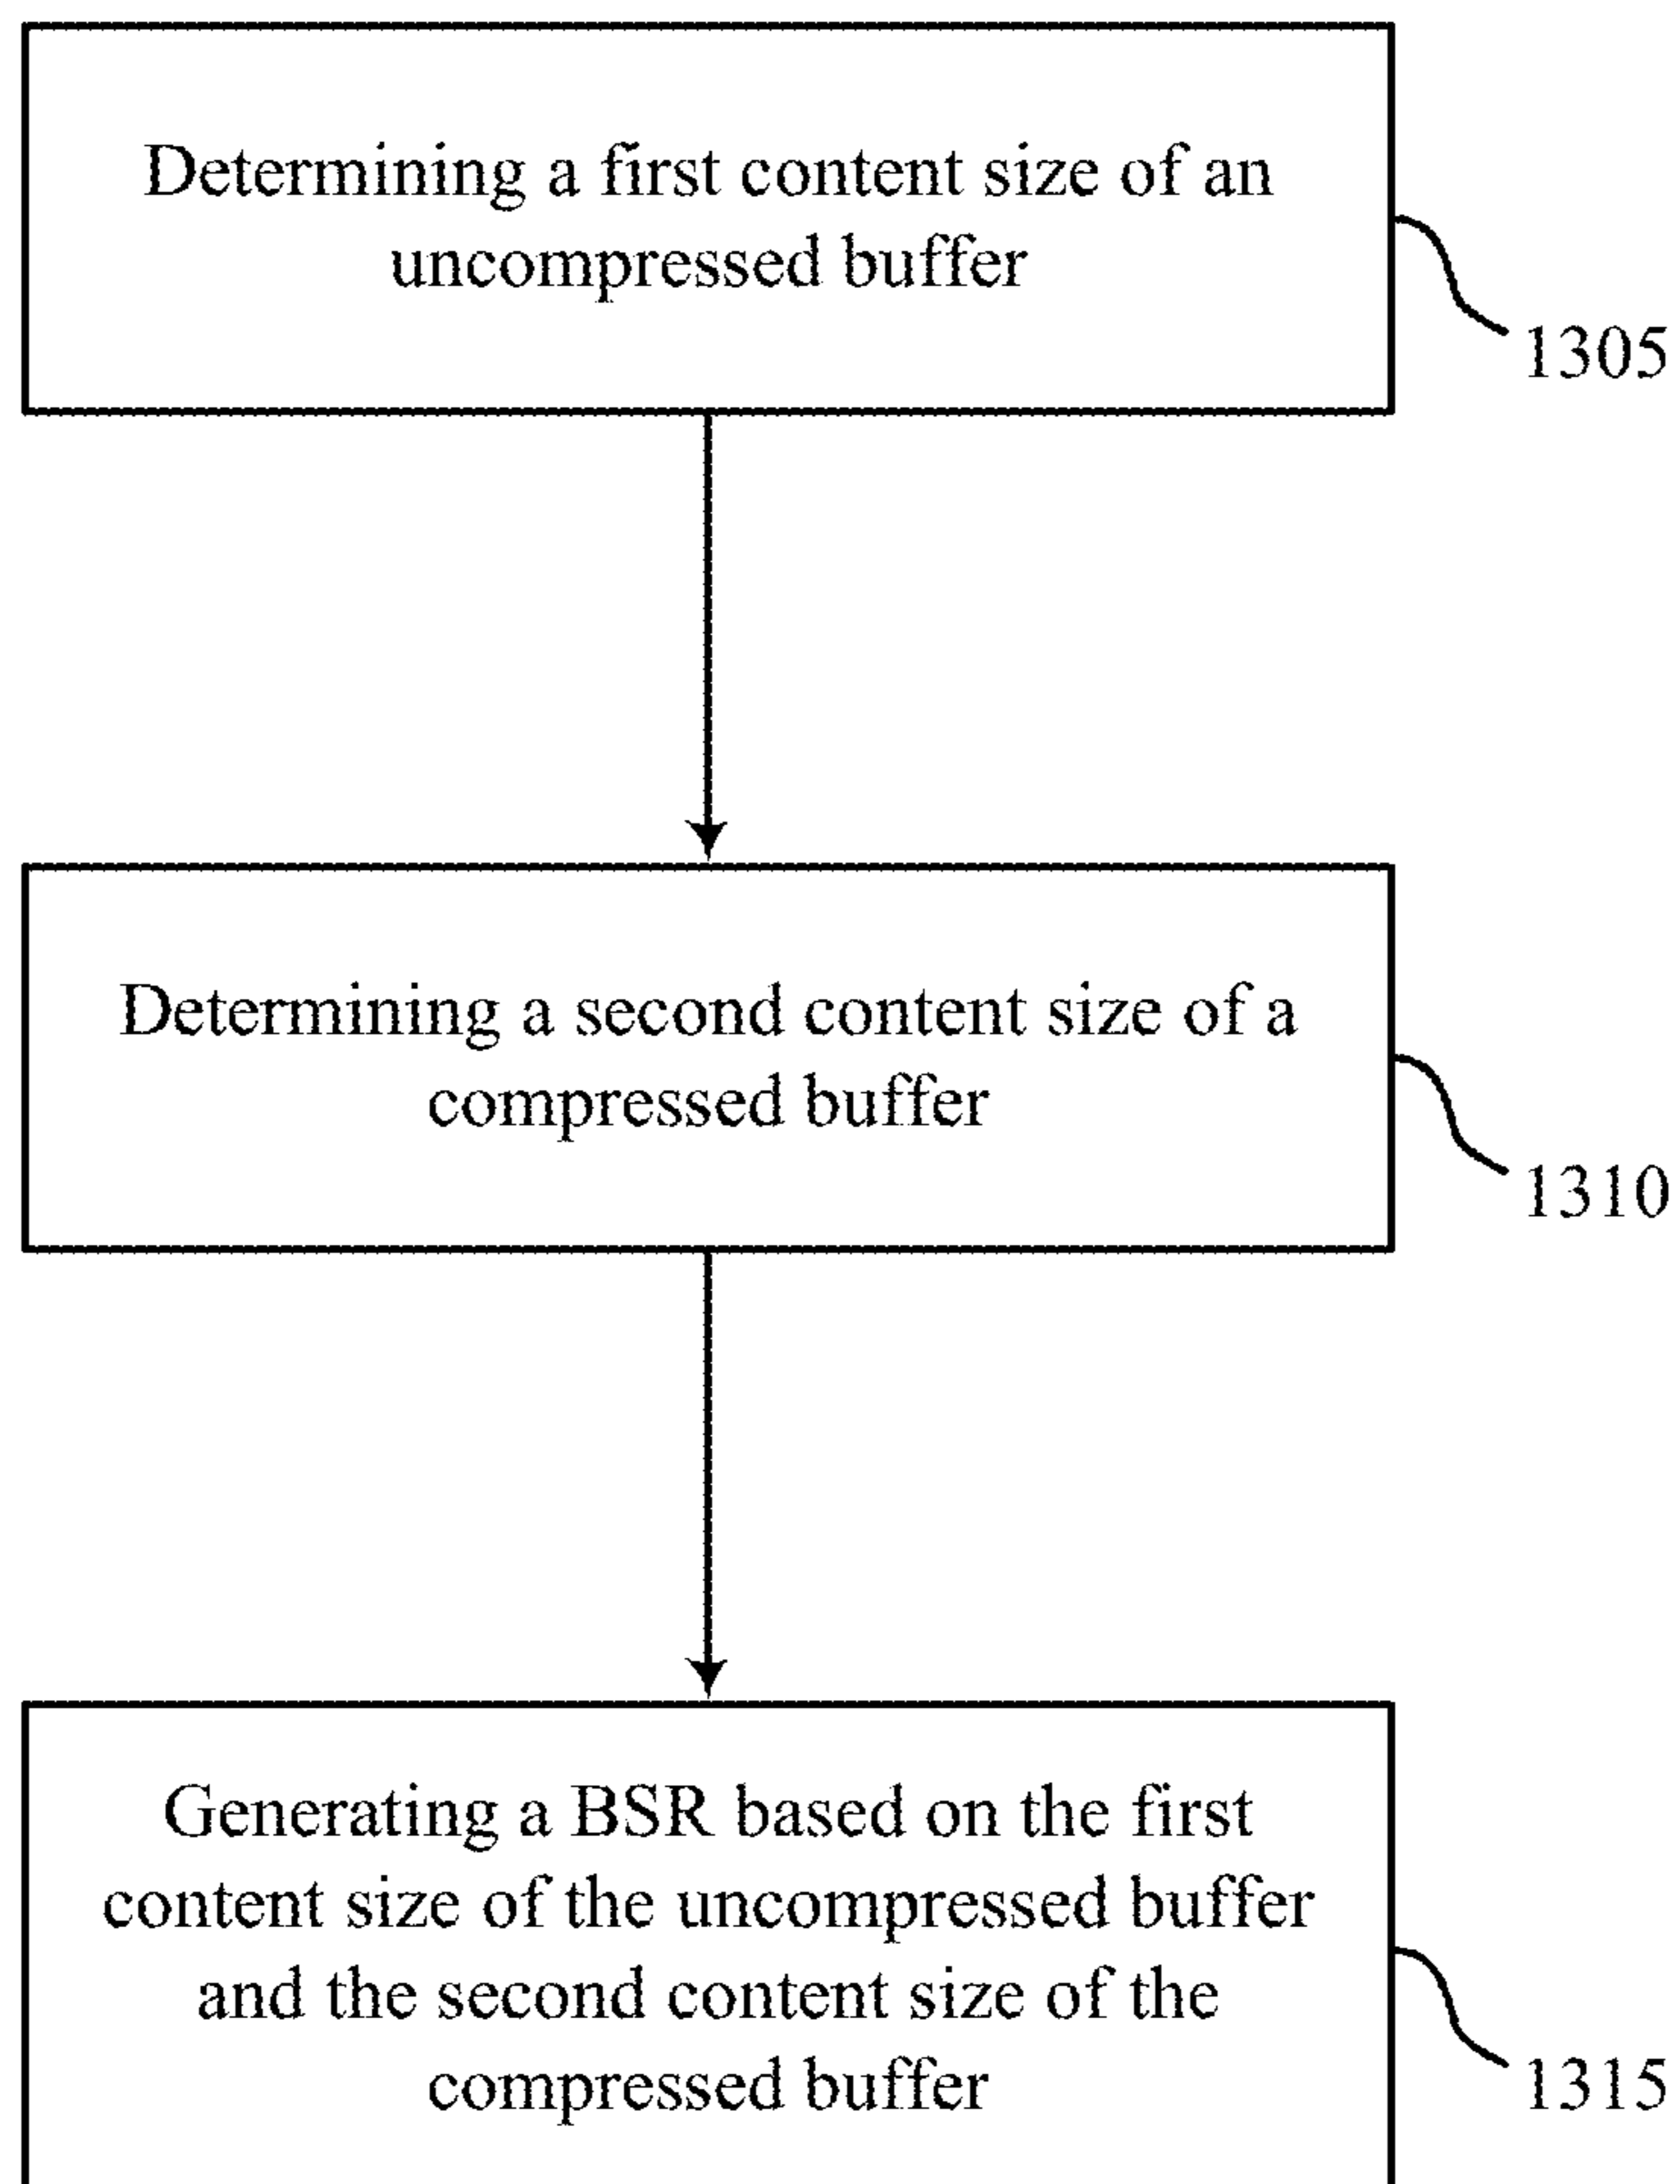 Determining a first content size of an
uncompressed buffer
1305
Determining a second content size of a
compressed buffer
1310
Generating a BSR based on the first
content size of the uncompressed buffer
and the second content size of the
compressed buffer
1315